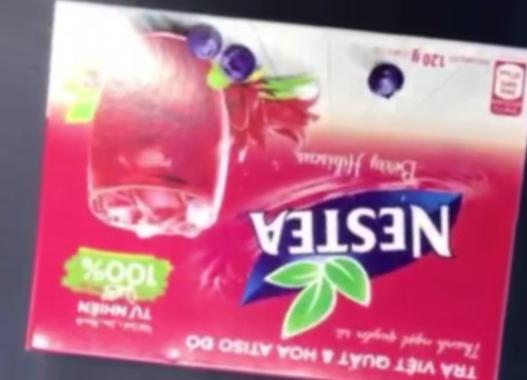 TRÀ VIỆT QUẤT & HOA ATISO ĐỎ
Thanh ngọt quyến rũ
NESTEA
Berry Hibiscus
TỰ NHIÊN
100%
120 g